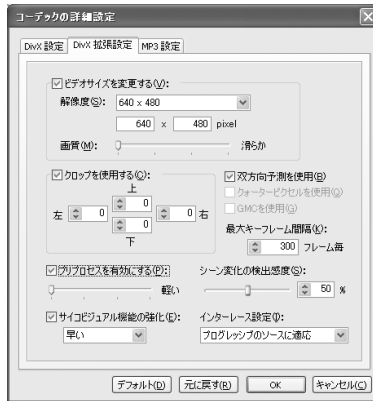 コーデックの詳細設定
DivX 設定 DivX 拡張設定 MP3 設定
ビデオサイズを変更する(V):
解像度(S): 640 x 480
640 x 480 pixel
画質(M): 滑らか
クロップを使用する(C):
上
0
左 0 0 右
0
下
双方向予測を使用(B)
クォーターピクセルを使用(Q)
GMCを使用(G)
最大キーフレーム間隔(K):
300 フレーム毎
プリプロセスを有効にする(P):
軽い
シーン変化の検出感度(S):
50 %
サイコビジュアル機能の強化(E):
早い
インターレース設定(I):
プログレッシブのソースに適応
デフォルト(D) 元に戻す(R) OK キャンセル(C)